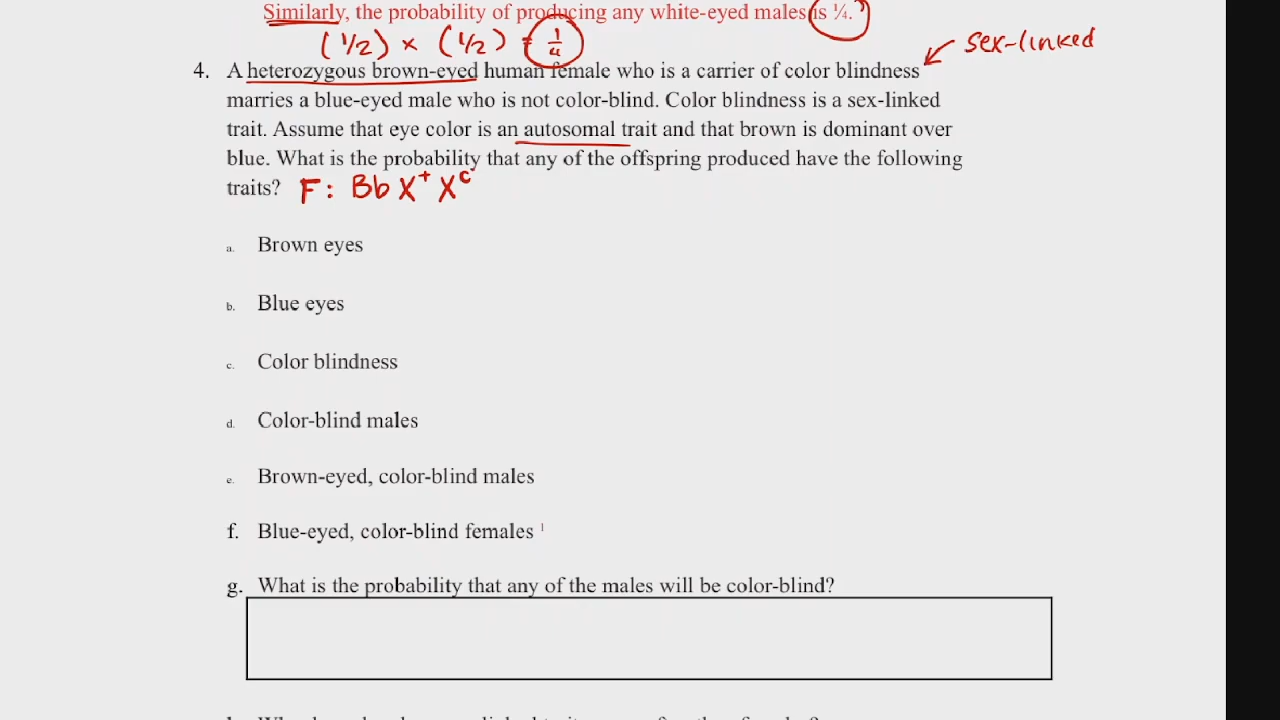 Similarly, the probability of producing any white-eyed males is ¼.
(1/2) × (1/2) = 1/4
sex-linked
4. A heterozygous brown-eyed human female who is a carrier of color blindness
marries a blue-eyed male who is not color-blind. Color blindness is a sex-linked
trait. Assume that eye color is an autosomal trait and that brown is dominant over
blue. What is the probability that any of the offspring produced have the following
traits? F: Bb X⁺ Xᶜ
a. Brown eyes
b. Blue eyes
c. Color blindness
d. Color-blind males
e. Brown-eyed, color-blind males
f. Blue-eyed, color-blind females
g. What is the probability that any of the males will be color-blind?